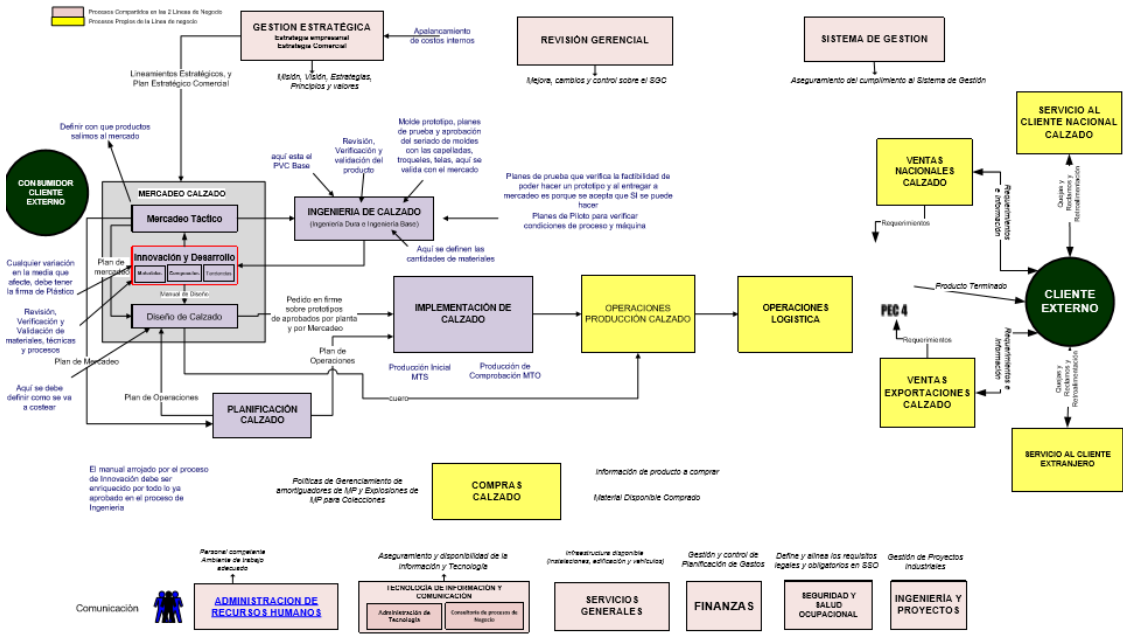 Procesos Compartidos en las 2 Líneas de Negocio
Procesos Propios de la Línea de negocio
GESTION ESTRATÉGICA
Estrategia empresarial
Estrategia Comercial
Apalancamiento
de costos internos
REVISIÓN GERENCIAL
SISTEMA DE GESTION
Lineamientos Estratégicos, y
Plan Estratégico Comercial
Misión, Visión, Estrategias,
Principios y valores
Mejora, cambios y control sobre el SGC
Aseguramiento del cumplimiento al Sistema de Gestión
SERVICIO AL
CLIENTE NACIONAL
CALZADO
Definir con que productos
salimos al mercado
aquí esta el
PVC Base
Revisión,
Verificación y
validación del
producto
Molde prototipo, planes
de prueba y aprobación del
seriado de moldes
con las capelladas,
troqueles, telas, aquí se
valida con el mercado
VENTAS
NACIONALES
CALZADO
Quejas y
Reclamos y
Retroalimentación
CONSUMIDOR
CLIENTE
EXTERNO
MERCADEO CALZADO
Mercadeo Táctico
INGENIERIA DE CALZADO
(Ingeniería Dura e Ingeniería Base)
Planes de prueba que verifica la factibilidad de
poder hacer un prototipo y al entregar a
mercadeo es porque se acepta que SI se puede
hacer
Planes de Piloto para verificar
condiciones de proceso y máquina
Requerimientos
e información
Requerimientos
Aquí se definen las
cantidades de materiales
Cualquier variación
en la media que
afecte, debe tener
la firma de Plástico
Plan de
mercadeo
Innovación y Desarrollo
Materiales
Componentes
Tendencias
Manual de Diseño
Diseño de Calzado
Revisión,
Verificación y
Validación de
materiales, técnicas
y procesos
Pedido en firme
sobre prototipos
de aprobados por planta
y por Mercadeo
IMPLEMENTACIÓN DE
CALZADO
OPERACIONES
PRODUCCIÓN CALZADO
OPERACIONES
LOGISTICA
Producto Terminado
CLIENTE
EXTERNO
PEC 4
Requerimientos
Requerimientos e
Información
Plan de Mercadeo
Plan de
Operaciones
Producción Inicial
MTS
Producción de
Comprobación MTO
VENTAS
EXPORTACIONES
CALZADO
Quejas y
Reclamos y
Retroalimentación
Aquí se debe
definir como se va
a costear
Plan de Operaciones
cuero
PLANIFICACIÓN
CALZADO
SERVICIO AL CLIENTE
EXTRANJERO
El manual arrojado por el proceso
de Innovación debe ser
enriquecido por todo lo ya
aprobado en el proceso de
Ingenieria
Políticas de Gerenciamiento de
amortiguadores de MP y Explosiones de
MP para Colecciones
COMPRAS
CALZADO
Información de producto a comprar
Material Disponible Comprado
Personal competente
Ambiente de trabajo
adecuado
Aseguramiento y disponibilidad de la
Información y Tecnología
Infraestructura disponible
(instalaciones, edificación y vehículos)
Gestión y control de
Planificación de Gastos
Define y alinea los requisitos
legales y obligatorios en SSO
Gestión de Proyectos
Industriales
Comunicación
ADMINISTRACION DE
RECURSOS HUMANOS
TECNOLOGÍA DE INFORMACIÓN Y
COMUNICACIÓN
Administración de
Tecnología
Consultoría de procesos de
Negocio
SERVICIOS
GENERALES
FINANZAS
SEGURIDAD Y
SALUD
OCUPACIONAL
INGENIERÍA Y
PROYECTOS